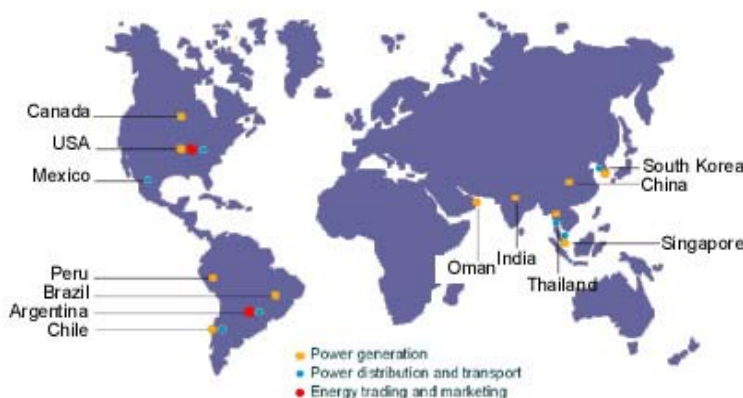 Canada
USA
Mexico
South Korea
China
Singapore
Oman
India
Thailand
Peru
Brazil
Argentina
Chile
Power generation
Power distribution and transport
Energy trading and marketing